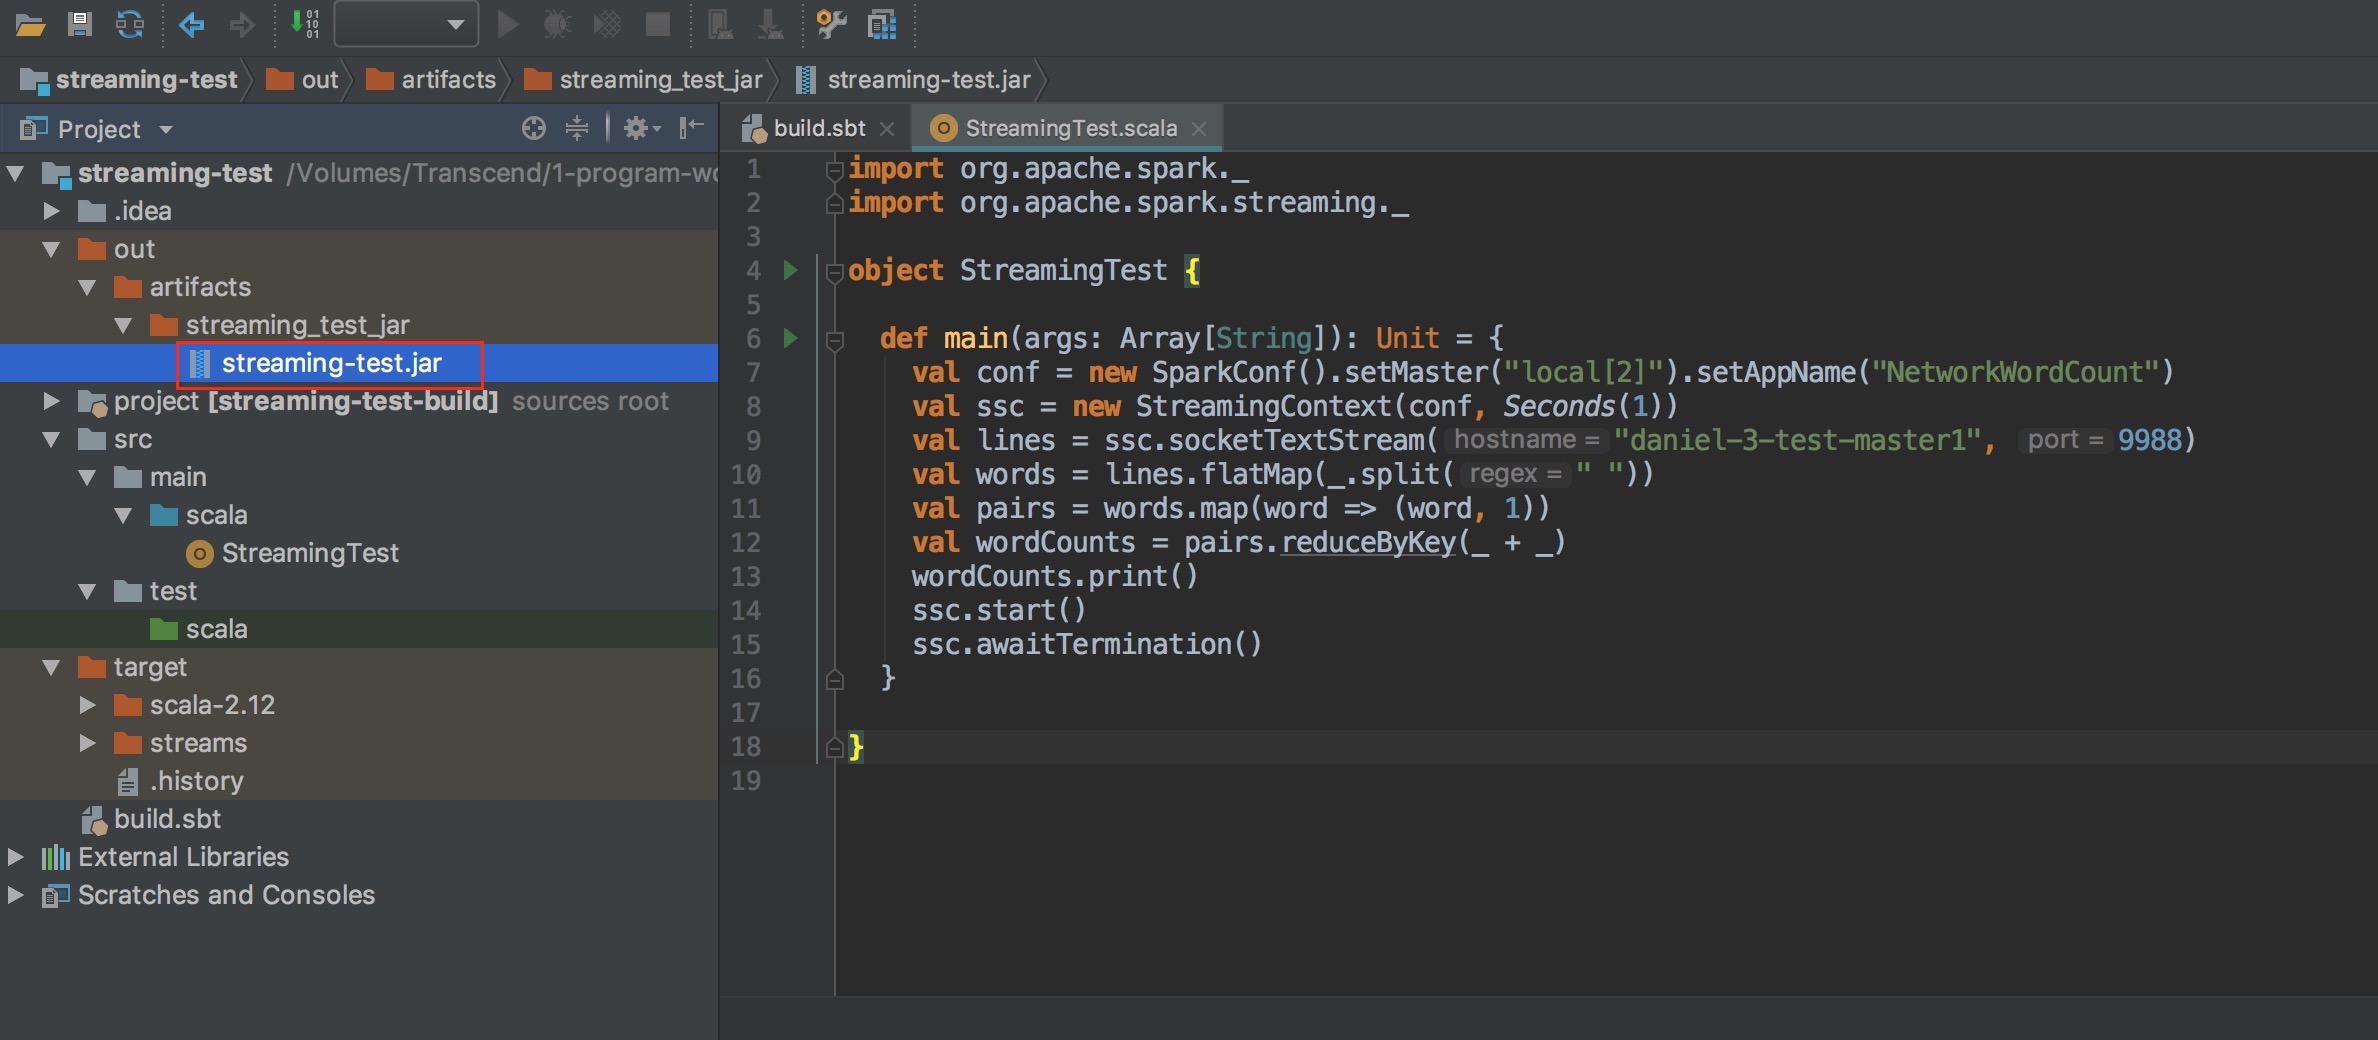 01
10
01
streaming-test out artifacts streaming_test_jar streaming-test.jar
Project
streaming-test /Volumes/Transcend/1-program-wo
.idea
out
artifacts
streaming_test_jar
streaming-test.jar
project [streaming-test-build] sources root
src
main
scala
StreamingTest
test
scala
target
scala-2.12
streams
.history
build.sbt
External Libraries
Scratches and Consoles
build.sbt StreamingTest.scala
1 import org.apache.spark._
2 import org.apache.spark.streaming._
3
4 object StreamingTest {
5
6 def main(args: Array[String]): Unit = {
7 val conf = new SparkConf().setMaster("local[2]").setAppName("NetworkWordCount")
8 val ssc = new StreamingContext(conf, Seconds(1))
9 val lines = ssc.socketTextStream( hostname = "daniel-3-test-master1", port = 9988)
10 val words = lines.flatMap(_.split( regex = " "))
11 val pairs = words.map(word => (word, 1))
12 val wordCounts = pairs.reduceByKey(_ + _)
13 wordCounts.print()
14 ssc.start()
15 ssc.awaitTermination()
16 }
17
18 }
19